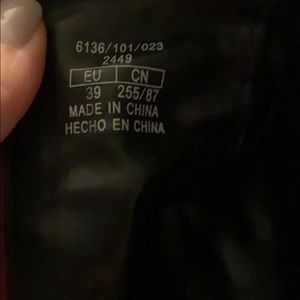 6136/101/023
2449
EU CN
39 255/87
MADE IN CHINA
HECHO EN CHINA